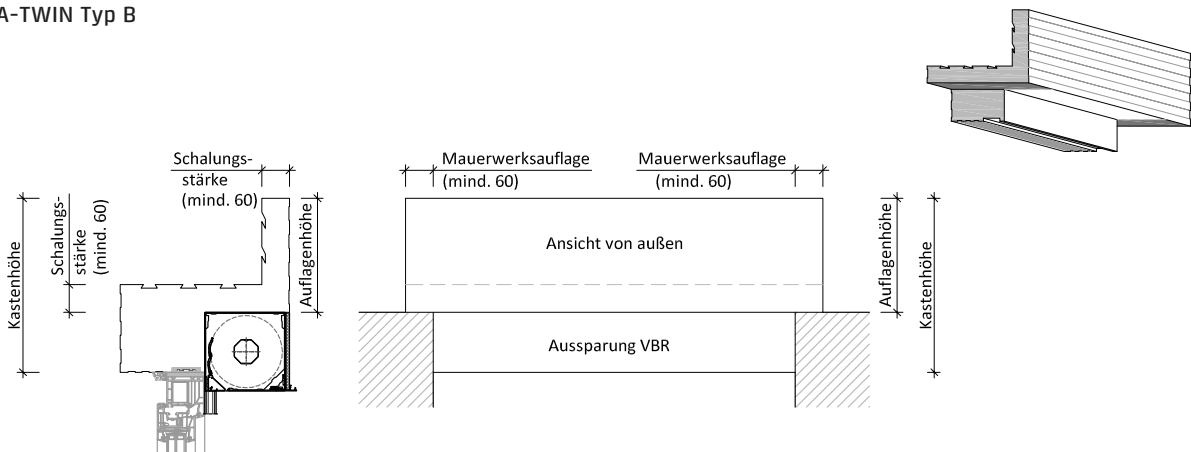 A-TWIN Typ B
Schalungs-
stärke
(mind. 60)
Mauerwerksauflage
(mind. 60)
Mauerwerksauflage
(mind. 60)
Kastenhöhe
Schalungs-
stärke
(mind. 60)
Auflagenhöhe
Ansicht von außen
Aussparung VBR
Auflagenhöhe
Kastenhöhe